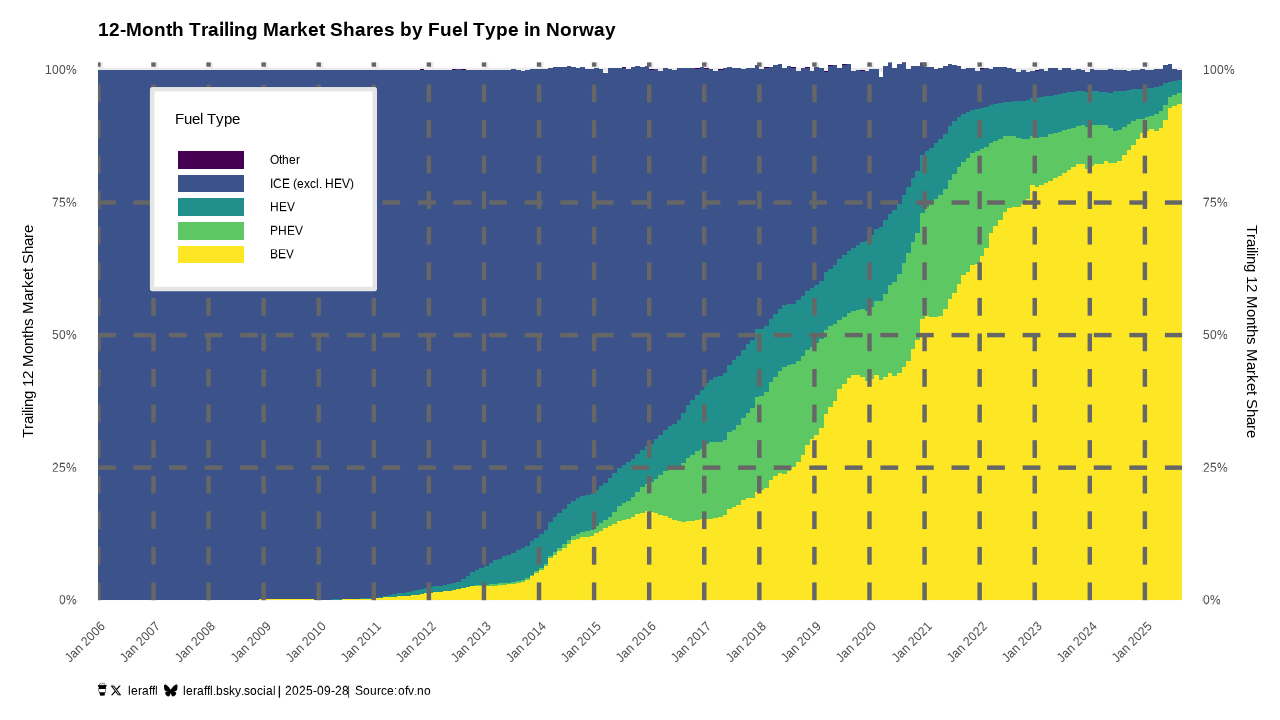 12-Month Trailing Market Shares by Fuel Type in Norway
100%
75%
50%
25%
0%
Trailing 12 Months Market Share
Fuel Type
Other
ICE (excl. HEV)
HEV
PHEV
BEV
100%
75%
50%
25%
0%
Trailing 12 Months Market Share
Jan 2006
Jan 2007
Jan 2008
Jan 2009
Jan 2010
Jan 2011
Jan 2012
Jan 2013
Jan 2014
Jan 2015
Jan 2016
Jan 2017
Jan 2018
Jan 2019
Jan 2020
Jan 2021
Jan 2022
Jan 2023
Jan 2024
Jan 2025
leraffl leraffl.bsky.social | 2025-09-28| Source:ofv.no